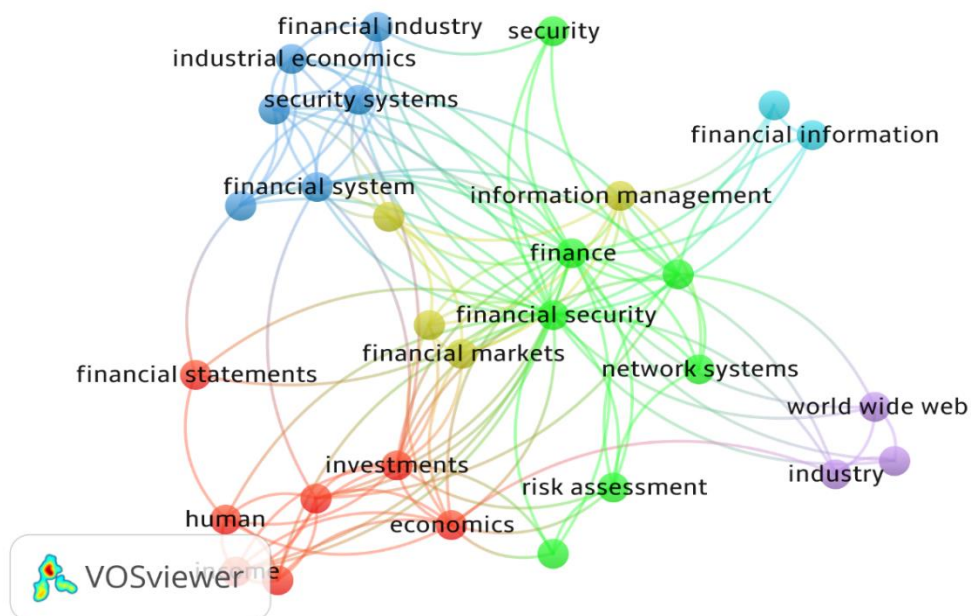 financial industry
security
industrial economics
security systems
financial information
financial system
information management
finance
financial security
financial markets
financial statements
network systems
world wide web
investments
industry
risk assessment
human
economics
income
VOSviewer